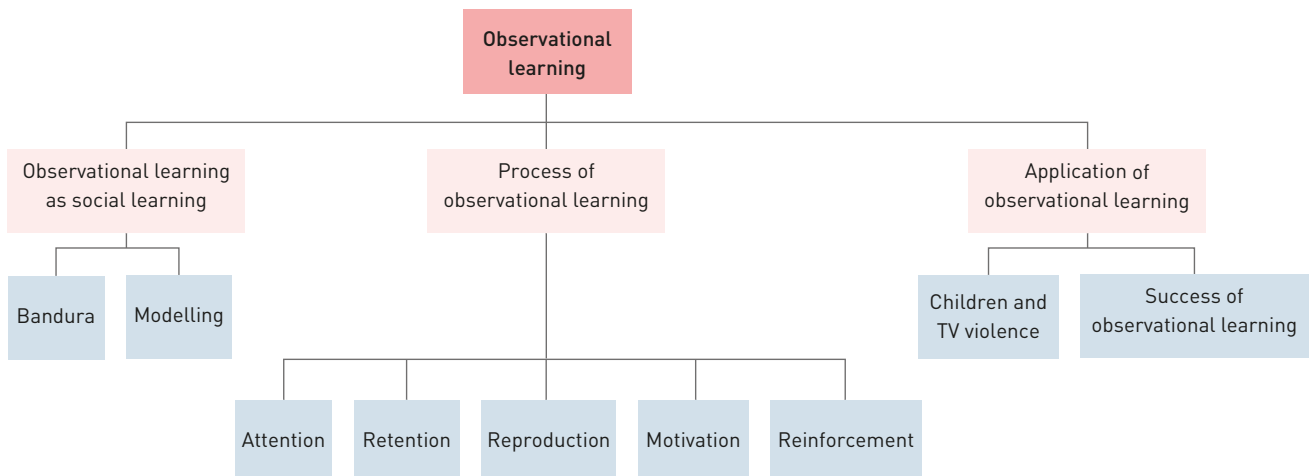 Observational
learning
Observational learning
as social learning
Process of
observational learning
Application of
observational learning
Bandura
Modelling
Children and
TV violence
Success of
observational learning
Attention
Retention
Reproduction
Motivation
Reinforcement